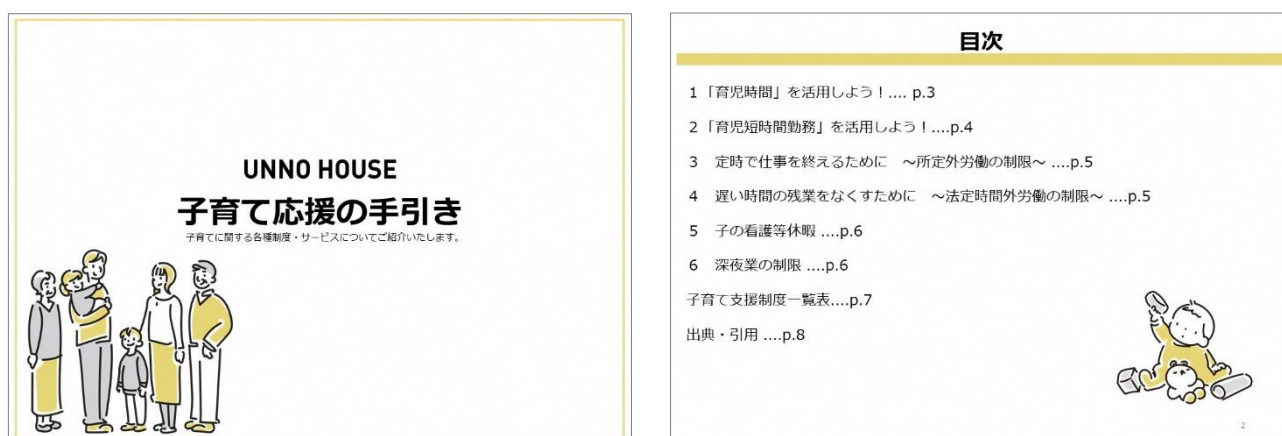 UNNO HOUSE
子育て応援の手引き
子育てに関する各種制度・サービスについてご紹介いたします。
目次
1「育児時間」を活用しよう！.... p.3
2「育児短時間勤務」を活用しよう！....p.4
3　定時で仕事を終えるために　～所定外労働の制限～ ....p.5
4　遅い時間の残業をなくすために　～法定時間外労働の制限～ ....p.5
5　子の看護等休暇 ....p.6
6　深夜業の制限 ....p.6
子育て支援制度一覧表....p.7
出典・引用 ....p.8
2